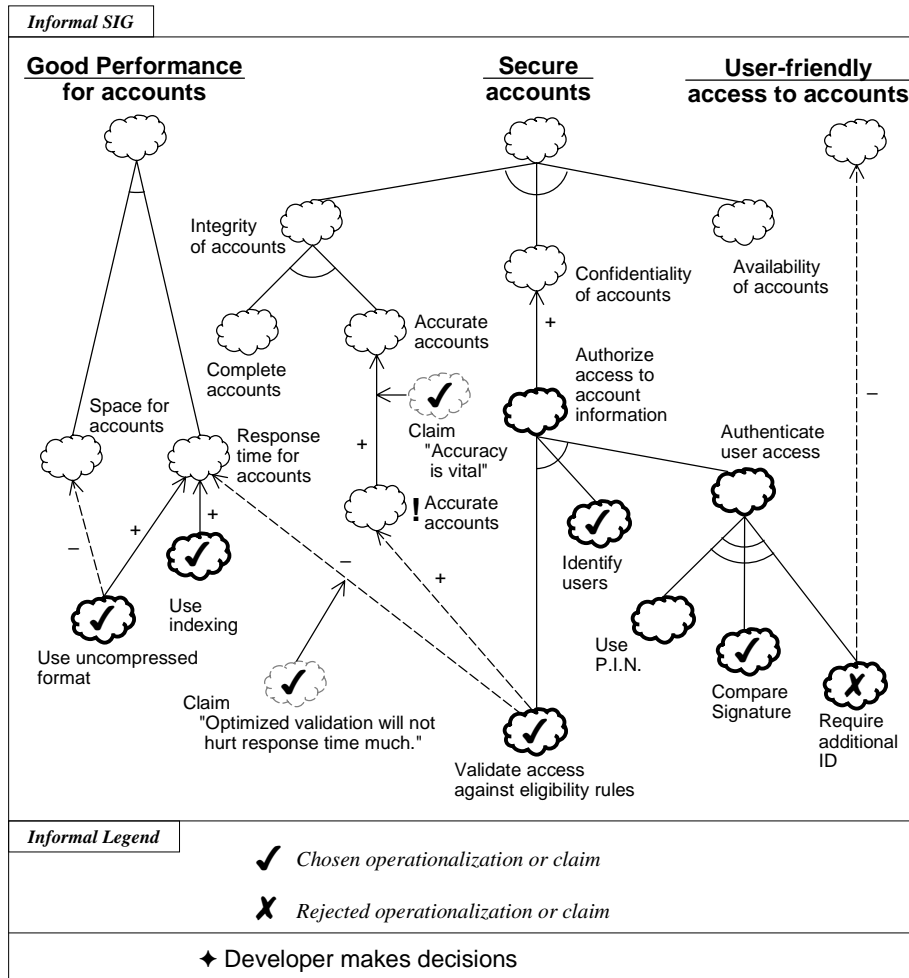 Informal SIG
Good Performance
for accounts
Secure
accounts
User-friendly
access to accounts
Integrity
of accounts
Confidentiality
of accounts
Availability
of accounts
+
Complete
accounts
Accurate
accounts
Authorize
access to
account
information
–
Claim
"Accuracy
is vital"
Space for
accounts
Response
time for
accounts
+
Authenticate
user access
! Accurate
accounts
–
+
+
Identify
users
–
+
Use
indexing
Use uncompressed
format
Use
P.I.N.
Compare
Signature
Require
additional
ID
Claim
"Optimized validation will not
hurt response time much."
Validate access
against eligibility rules
Informal Legend
✓ Chosen operationalization or claim
✗ Rejected operationalization or claim
✦ Developer makes decisions